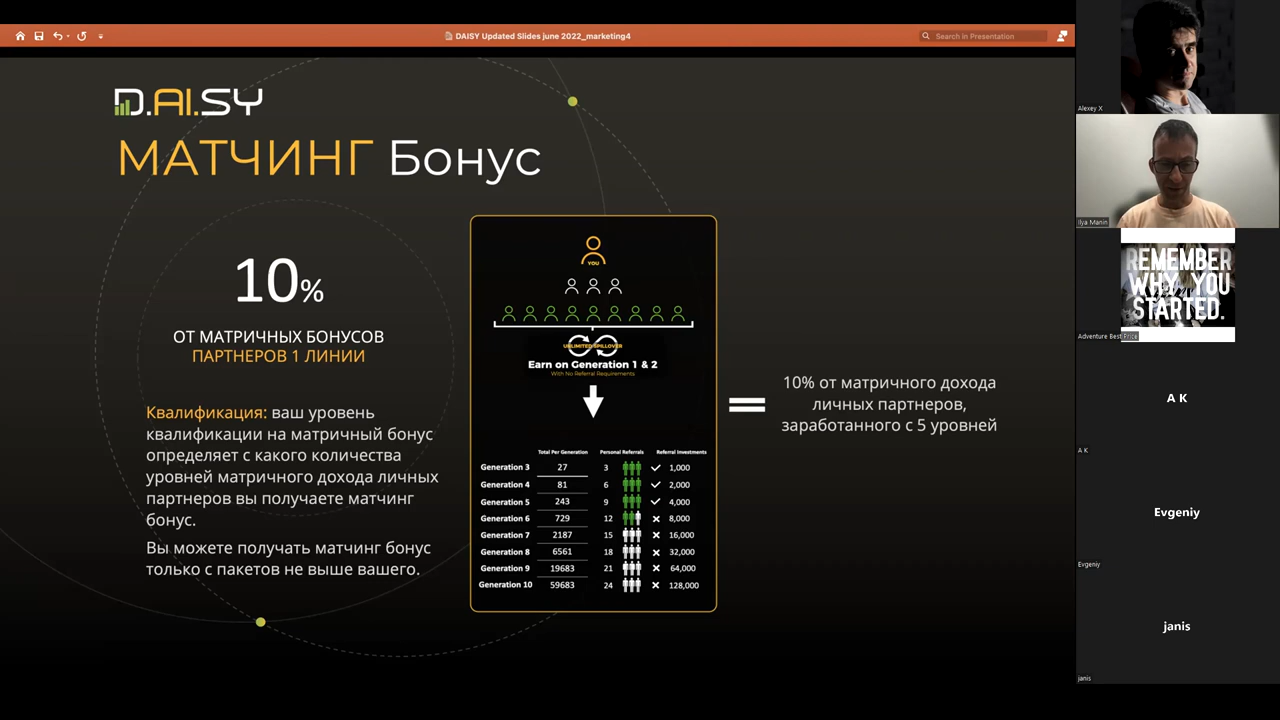 DAISY Updated Slides june 2022_marketing4
Search in Presentation
D.AI.SY
МАТЧИНГ Бонус
10%
ОТ МАТРИЧНЫХ БОНУСОВ
ПАРТНЕРОВ 1 ЛИНИИ
Квалификация: ваш уровень
квалификации на матричный бонус
определяет с какого количества
уровней матричного дохода личных
партнеров вы получаете матчинг
бонус.
Вы можете получать матчинг бонус
только с пакетов не выше вашего.
YOU
UNLIMITED SPILLOVER
Earn on Generation 1 & 2
With No Referral Requirements
Total Per Generation Personal Referrals Referral Investments
Generation 3 27 3 1,000
Generation 4 81 6 2,000
Generation 5 243 9 4,000
Generation 6 729 12 8,000
Generation 7 2187 15 16,000
Generation 8 6561 18 32,000
Generation 9 19683 21 64,000
Generation 10 59683 24 128,000
10% от матричного дохода
личных партнеров,
заработанного с 5 уровней
Alexey X
Ilya Manin
REMEMBER
WHY YOU
STARTED.
Adventure Best Price
A K
A K
Evgeniy
Evgeniy
janis
janis